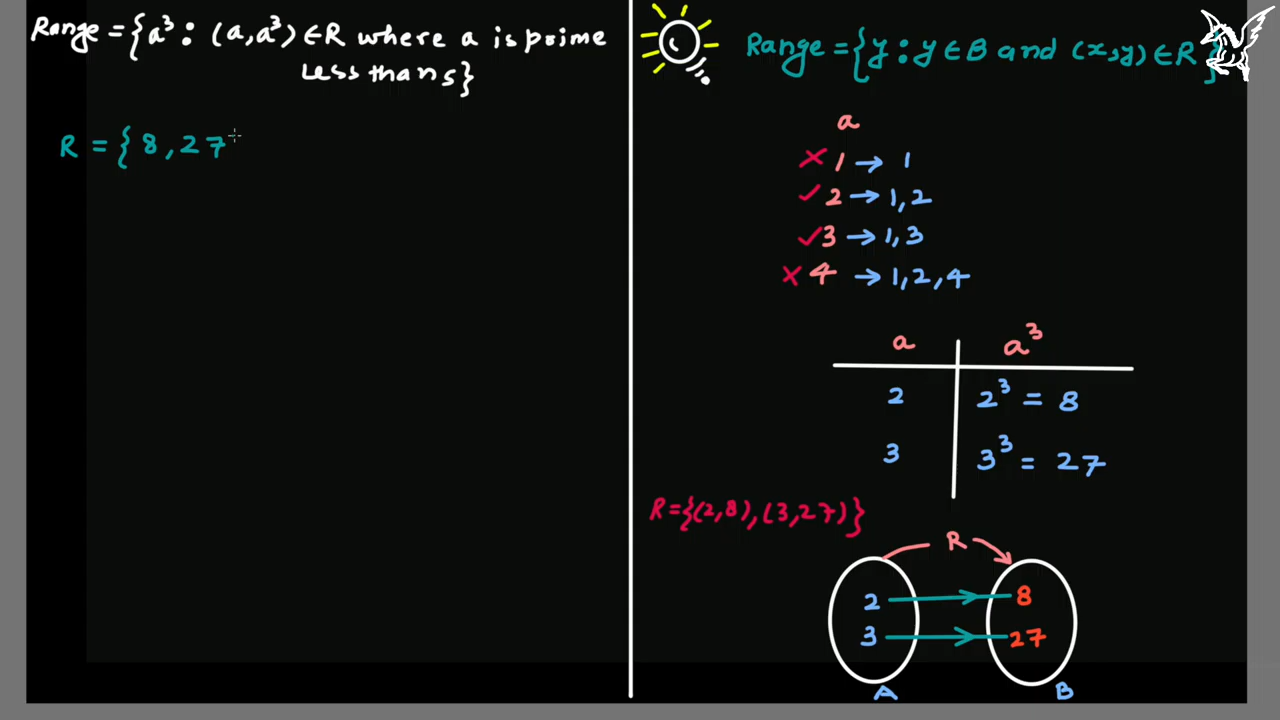 Range = {a³ : (a,a³) ∈ R where a is prime
Less than 5}
R = {8,27
Range = {y : y ∈ B and (x,y) ∈ R}
a
✗ 1 → 1
✓ 2 → 1,2
✓ 3 → 1,3
✗ 4 → 1,2,4
a a³
2 2³ = 8
3 3³ = 27
R={(2,8),(3,27)}
R
2 8
3 27
A B